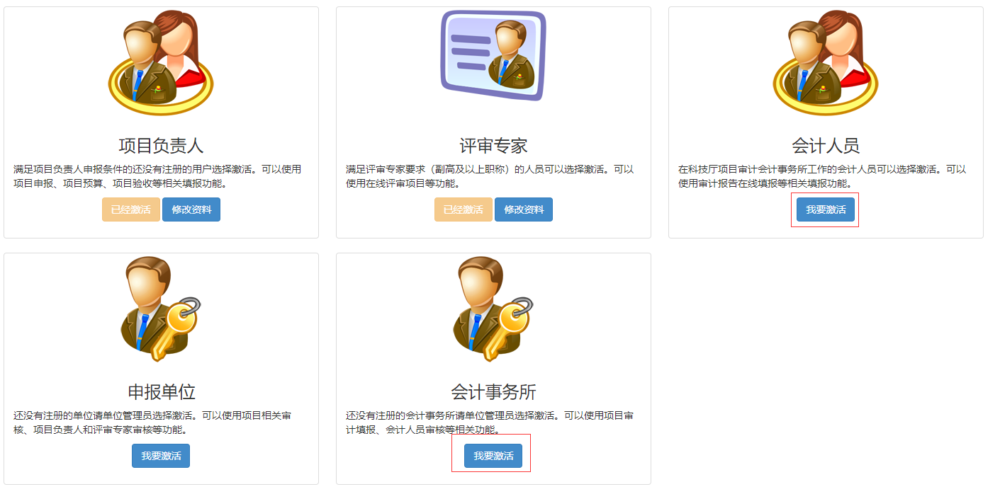 项目负责人
满足项目负责人申报条件的还没有注册的用户选择激活。可以使用
项目申报、项目预算、项目验收等相关填报功能。
已经激活 修改资料
评审专家
满足评审专家要求（副高及以上职称）的人员可以选择激活。可以
使用在线评审项目等功能。
已经激活 修改资料
会计人员
在科技厅项目审计会计事务所工作的会计人员可以选择激活。可以
使用审计报告在线填报等相关填报功能。
我要激活
申报单位
还没有注册的单位请单位管理员选择激活。可以使用项目相关审
核、项目负责人和评审专家审核等功能。
我要激活
会计事务所
还没有注册的会计事务所请单位管理员选择激活。可以使用项目审
计填报、会计人员审核等相关功能。
我要激活